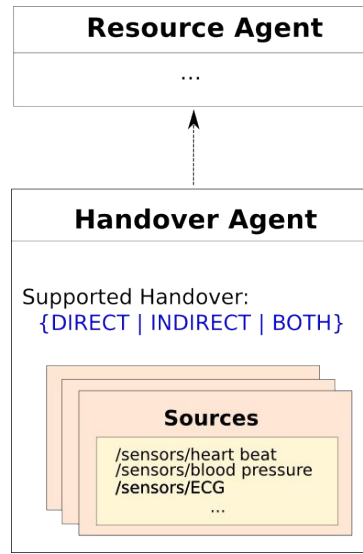 Resource Agent
...
Handover Agent
Supported Handover:
{DIRECT | INDIRECT | BOTH}
Sources
/sensors/heart beat
/sensors/blood pressure
/sensors/ECG
...